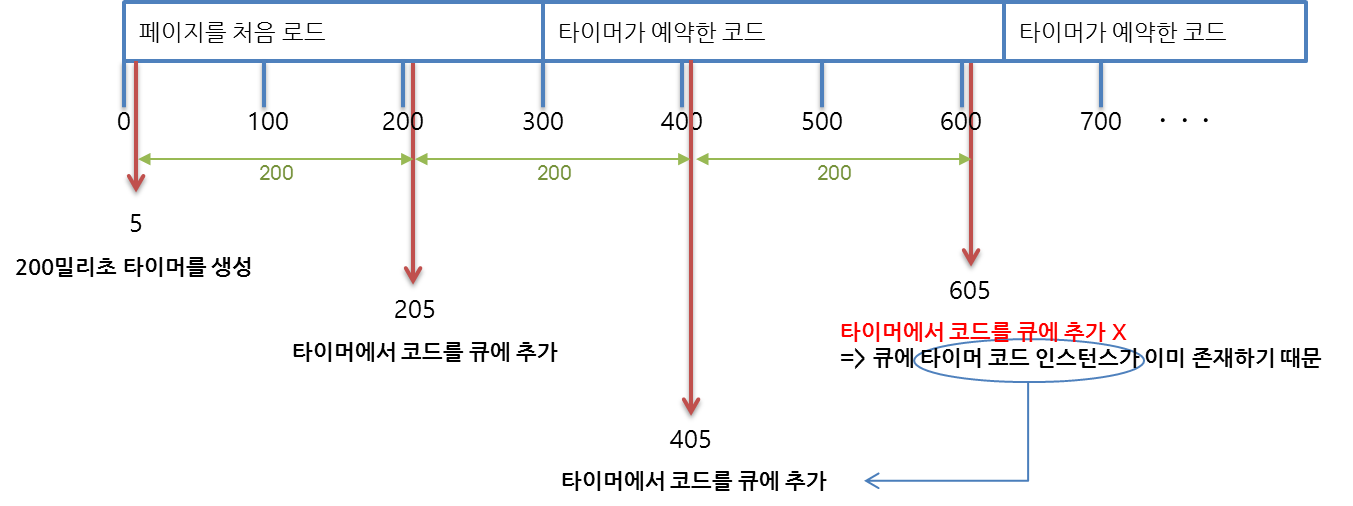 페이지를 처음 로드
타이머가 예약한 코드
타이머가 예약한 코드
0
100
200
300
400
500
600
700
· · ·
200
200
200
5
200밀리초 타이머를 생성
205
타이머에서 코드를 큐에 추가
605
타이머에서 코드를 큐에 추가 X
=> 큐에 타이머 코드 인스턴스가 이미 존재하기 때문
405
타이머에서 코드를 큐에 추가